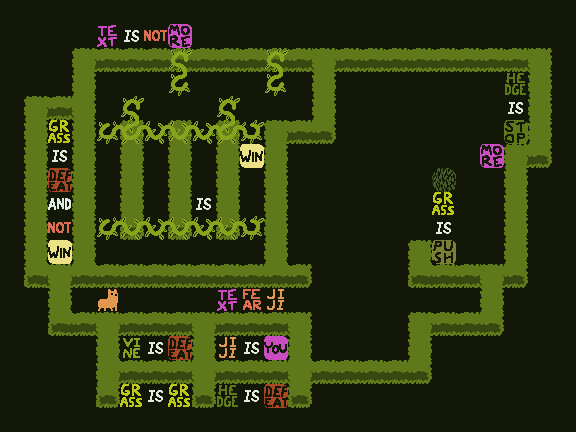 TEXT IS NOT MORE
HEDGE
IS
STOP
MORE
GRASS
IS
DEFEAT
AND
NOT
WIN
WIN
IS
GRASS
IS
PUSH
TEXT FEAR JIJI
VINE IS DEFEAT
JIJI IS YOU
GRASS IS GRASS
HEDGE IS DEFEAT